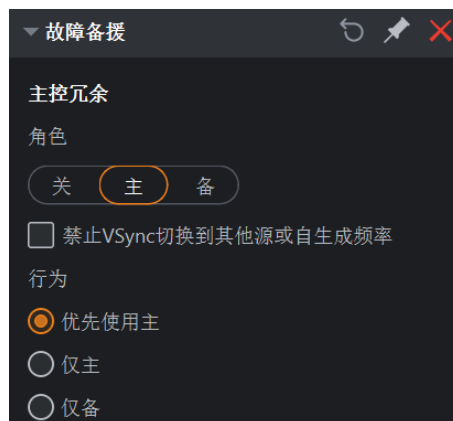 故障备援
主控冗余
角色
关 主 备
禁止VSync切换到其他源或自生成频率
行为
优先使用主
仅主
仅备